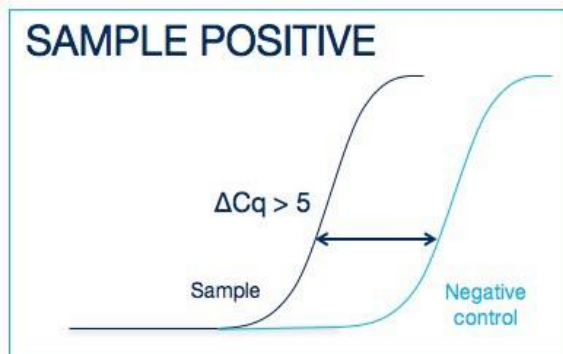 SAMPLE POSITIVE
ΔCq > 5
Sample
Negative
control